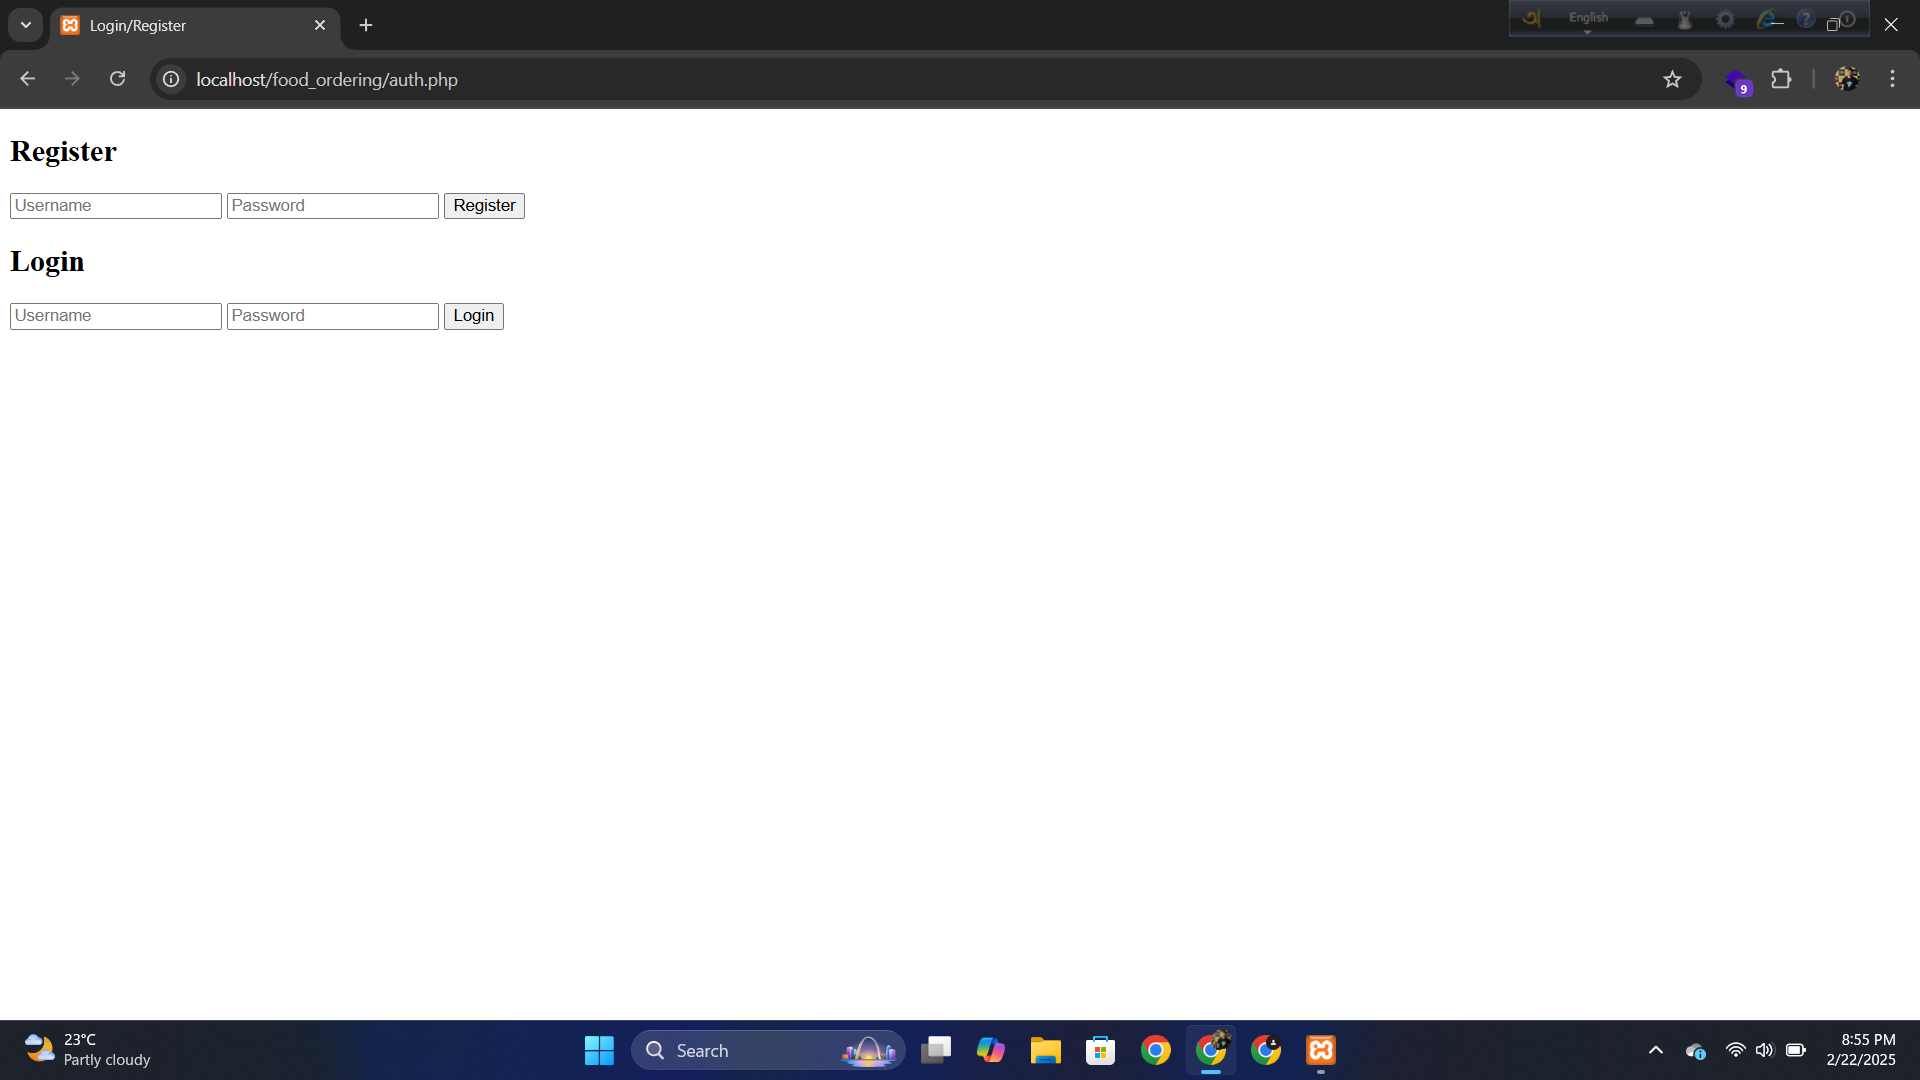 Login/Register
অ English
localhost/food_ordering/auth.php
9
Register
Username Password Register
Login
Username Password Login
23°C
Partly cloudy
Search
8:55 PM
2/22/2025